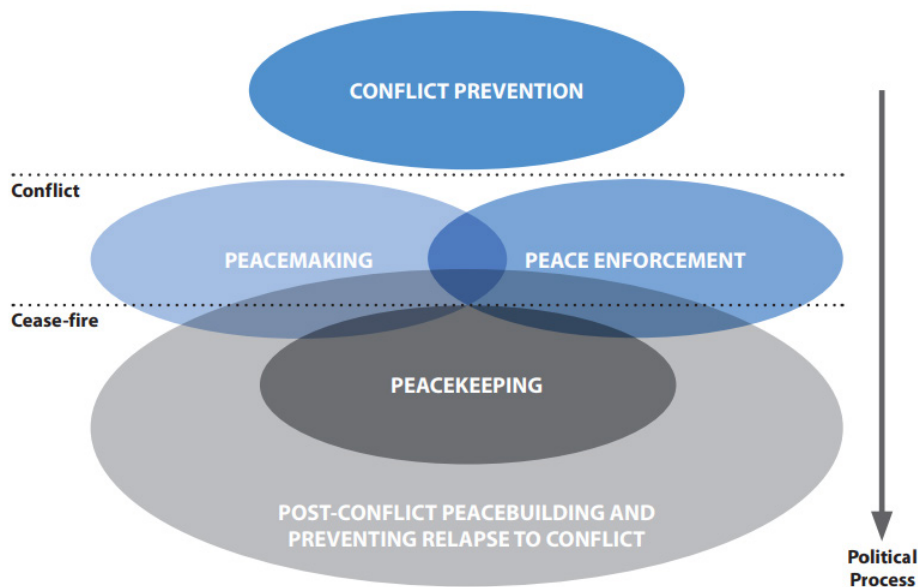 CONFLICT PREVENTION
Conflict
PEACEMAKING
PEACE ENFORCEMENT
Cease-fire
PEACEKEEPING
POST-CONFLICT PEACEBUILDING AND
PREVENTING RELAPSE TO CONFLICT
Political
Process